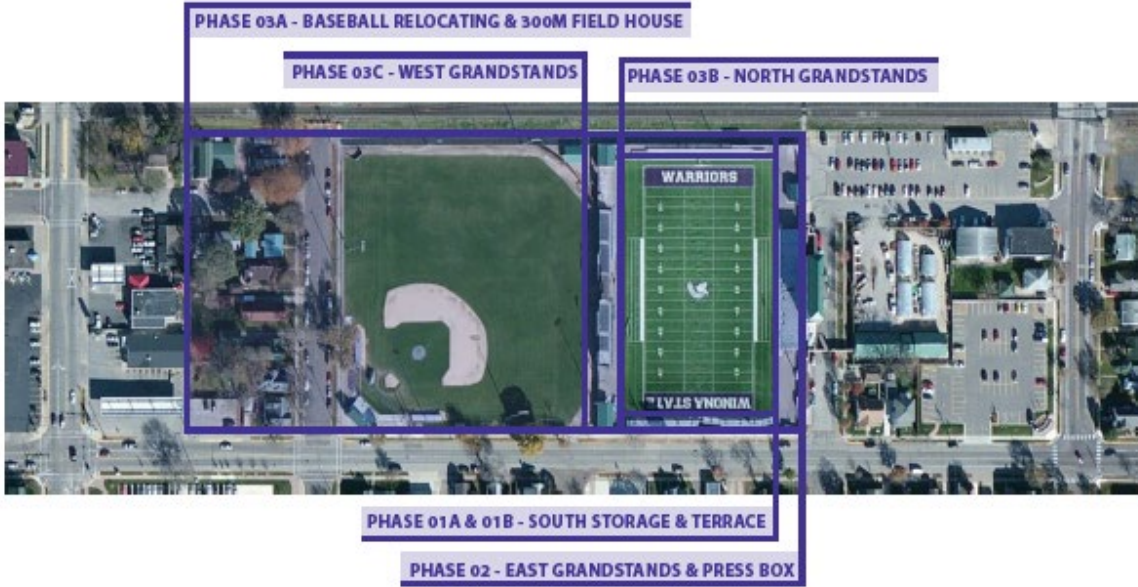 PHASE 03A - BASEBALL RELOCATING & 300M FIELD HOUSE
PHASE 03C - WEST GRANDSTANDS
PHASE 03B - NORTH GRANDSTANDS
WARRIORS
WINONA STATE
PHASE 01A & 01B - SOUTH STORAGE & TERRACE
PHASE 02 - EAST GRANDSTANDS & PRESS BOX